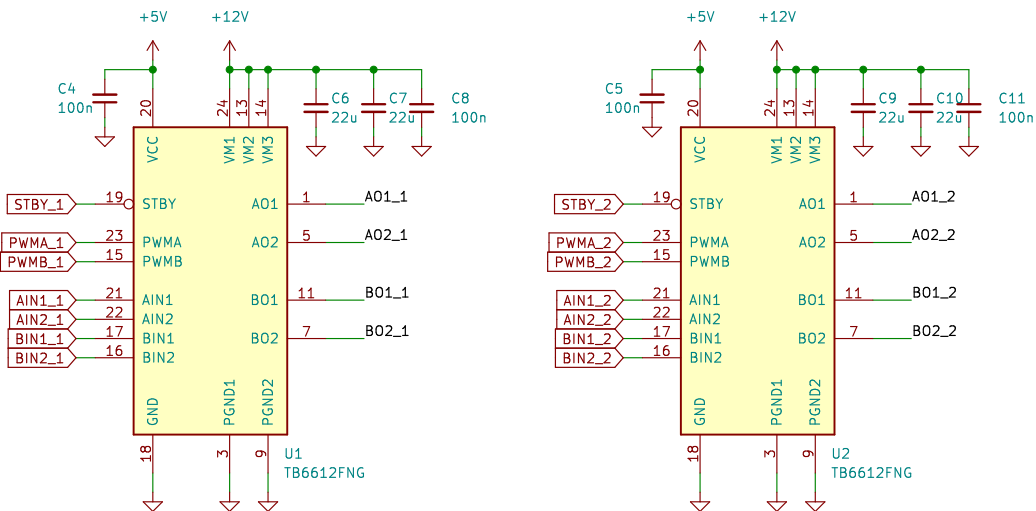 +5V
+12V
C4
100n
20
24
13
14
C6
22u
C7
22u
C8
100n
VCC
VM1
VM2
VM3
STBY_1
19
STBY
AO1
1
AO1_1
PWMA_1
23
PWMA
AO2
5
AO2_1
PWMB_1
15
PWMB
AIN1_1
21
AIN1
BO1
11
BO1_1
AIN2_1
22
AIN2
BIN1_1
17
BIN1
BO2
7
BO2_1
BIN2_1
16
BIN2
GND
PGND1
PGND2
18
3
9
U1
TB6612FNG
+5V
+12V
C5
100n
20
24
13
14
C9
22u
C10
22u
C11
100n
VCC
VM1
VM2
VM3
STBY_2
19
STBY
AO1
1
AO1_2
PWMA_2
23
PWMA
AO2
5
AO2_2
PWMB_2
15
PWMB
AIN1_2
21
AIN1
BO1
11
BO1_2
AIN2_2
22
AIN2
BIN1_2
17
BIN1
BO2
7
BO2_2
BIN2_2
16
BIN2
GND
PGND1
PGND2
18
3
9
U2
TB6612FNG